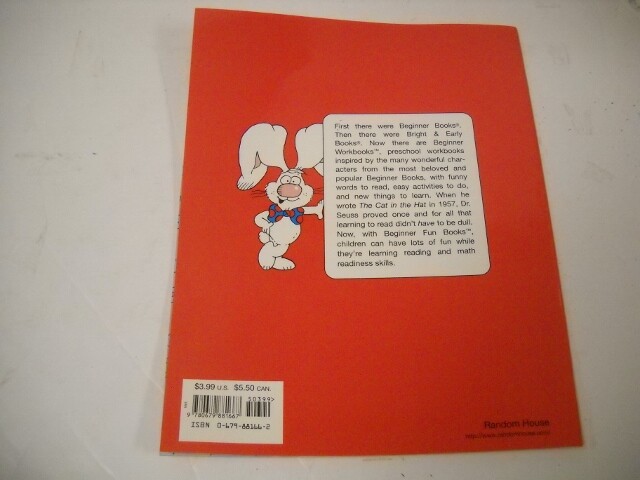 First there were Beginner Books®.
Then there were Bright & Early
Books®. Now there are Beginner
Workbooks™, preschool workbooks
inspired by the many wonderful char-
acters from the most beloved and
popular Beginner Books, with funny
words to read, easy activities to do,
and new things to learn. When he
wrote The Cat in the Hat in 1957, Dr.
Seuss proved once and for all that
learning to read didn't have to be dull.
Now, with Beginner Fun Books™,
children can have lots of fun while
they're learning reading and math
readiness skills.
$3.99 U.S. $5.50 CAN.
50399>
9 780679 881667
ISBN 0-679-88166-2
Random House